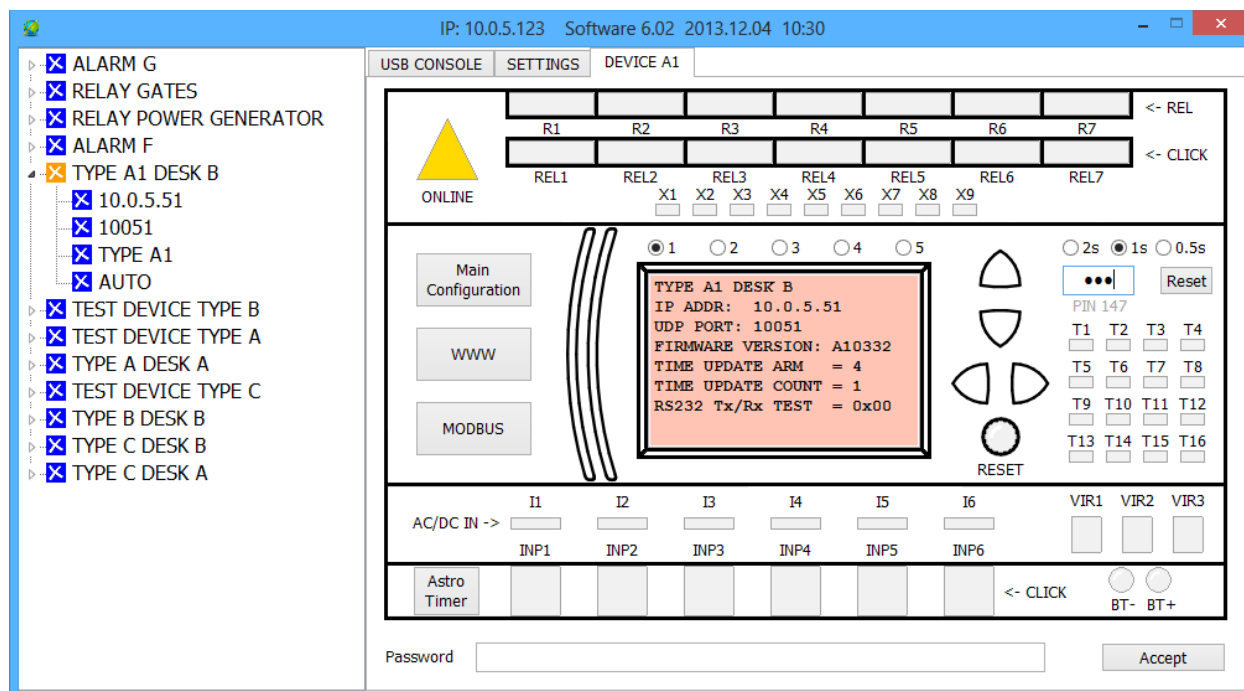 IP: 10.0.5.123 Software 6.02 2013.12.04 10:30
ALARM G
RELAY GATES
RELAY POWER GENERATOR
ALARM F
TYPE A1 DESK B
10.0.5.51
10051
TYPE A1
AUTO
TEST DEVICE TYPE B
TEST DEVICE TYPE A
TYPE A DESK A
TEST DEVICE TYPE C
TYPE B DESK B
TYPE C DESK B
TYPE C DESK A
USB CONSOLE SETTINGS DEVICE A1
<- REL
R1 R2 R3 R4 R5 R6 R7
<- CLICK
REL1 REL2 REL3 REL4 REL5 REL6 REL7
ONLINE
X1 X2 X3 X4 X5 X6 X7 X8 X9
1 2 3 4 5
2s 1s 0.5s
Main
Configuration
WWW
MODBUS
TYPE A1 DESK B
IP ADDR: 10.0.5.51
UDP PORT: 10051
FIRMWARE VERSION: A10332
TIME UPDATE ARM = 4
TIME UPDATE COUNT = 1
RS232 Tx/Rx TEST = 0x00
RESET
●●● Reset
PIN 147
T1 T2 T3 T4
T5 T6 T7 T8
T9 T10 T11 T12
T13 T14 T15 T16
I1 I2 I3 I4 I5 I6
VIR1 VIR2 VIR3
AC/DC IN ->
INP1 INP2 INP3 INP4 INP5 INP6
Astro
Timer
<- CLICK
BT- BT+
Password
Accept